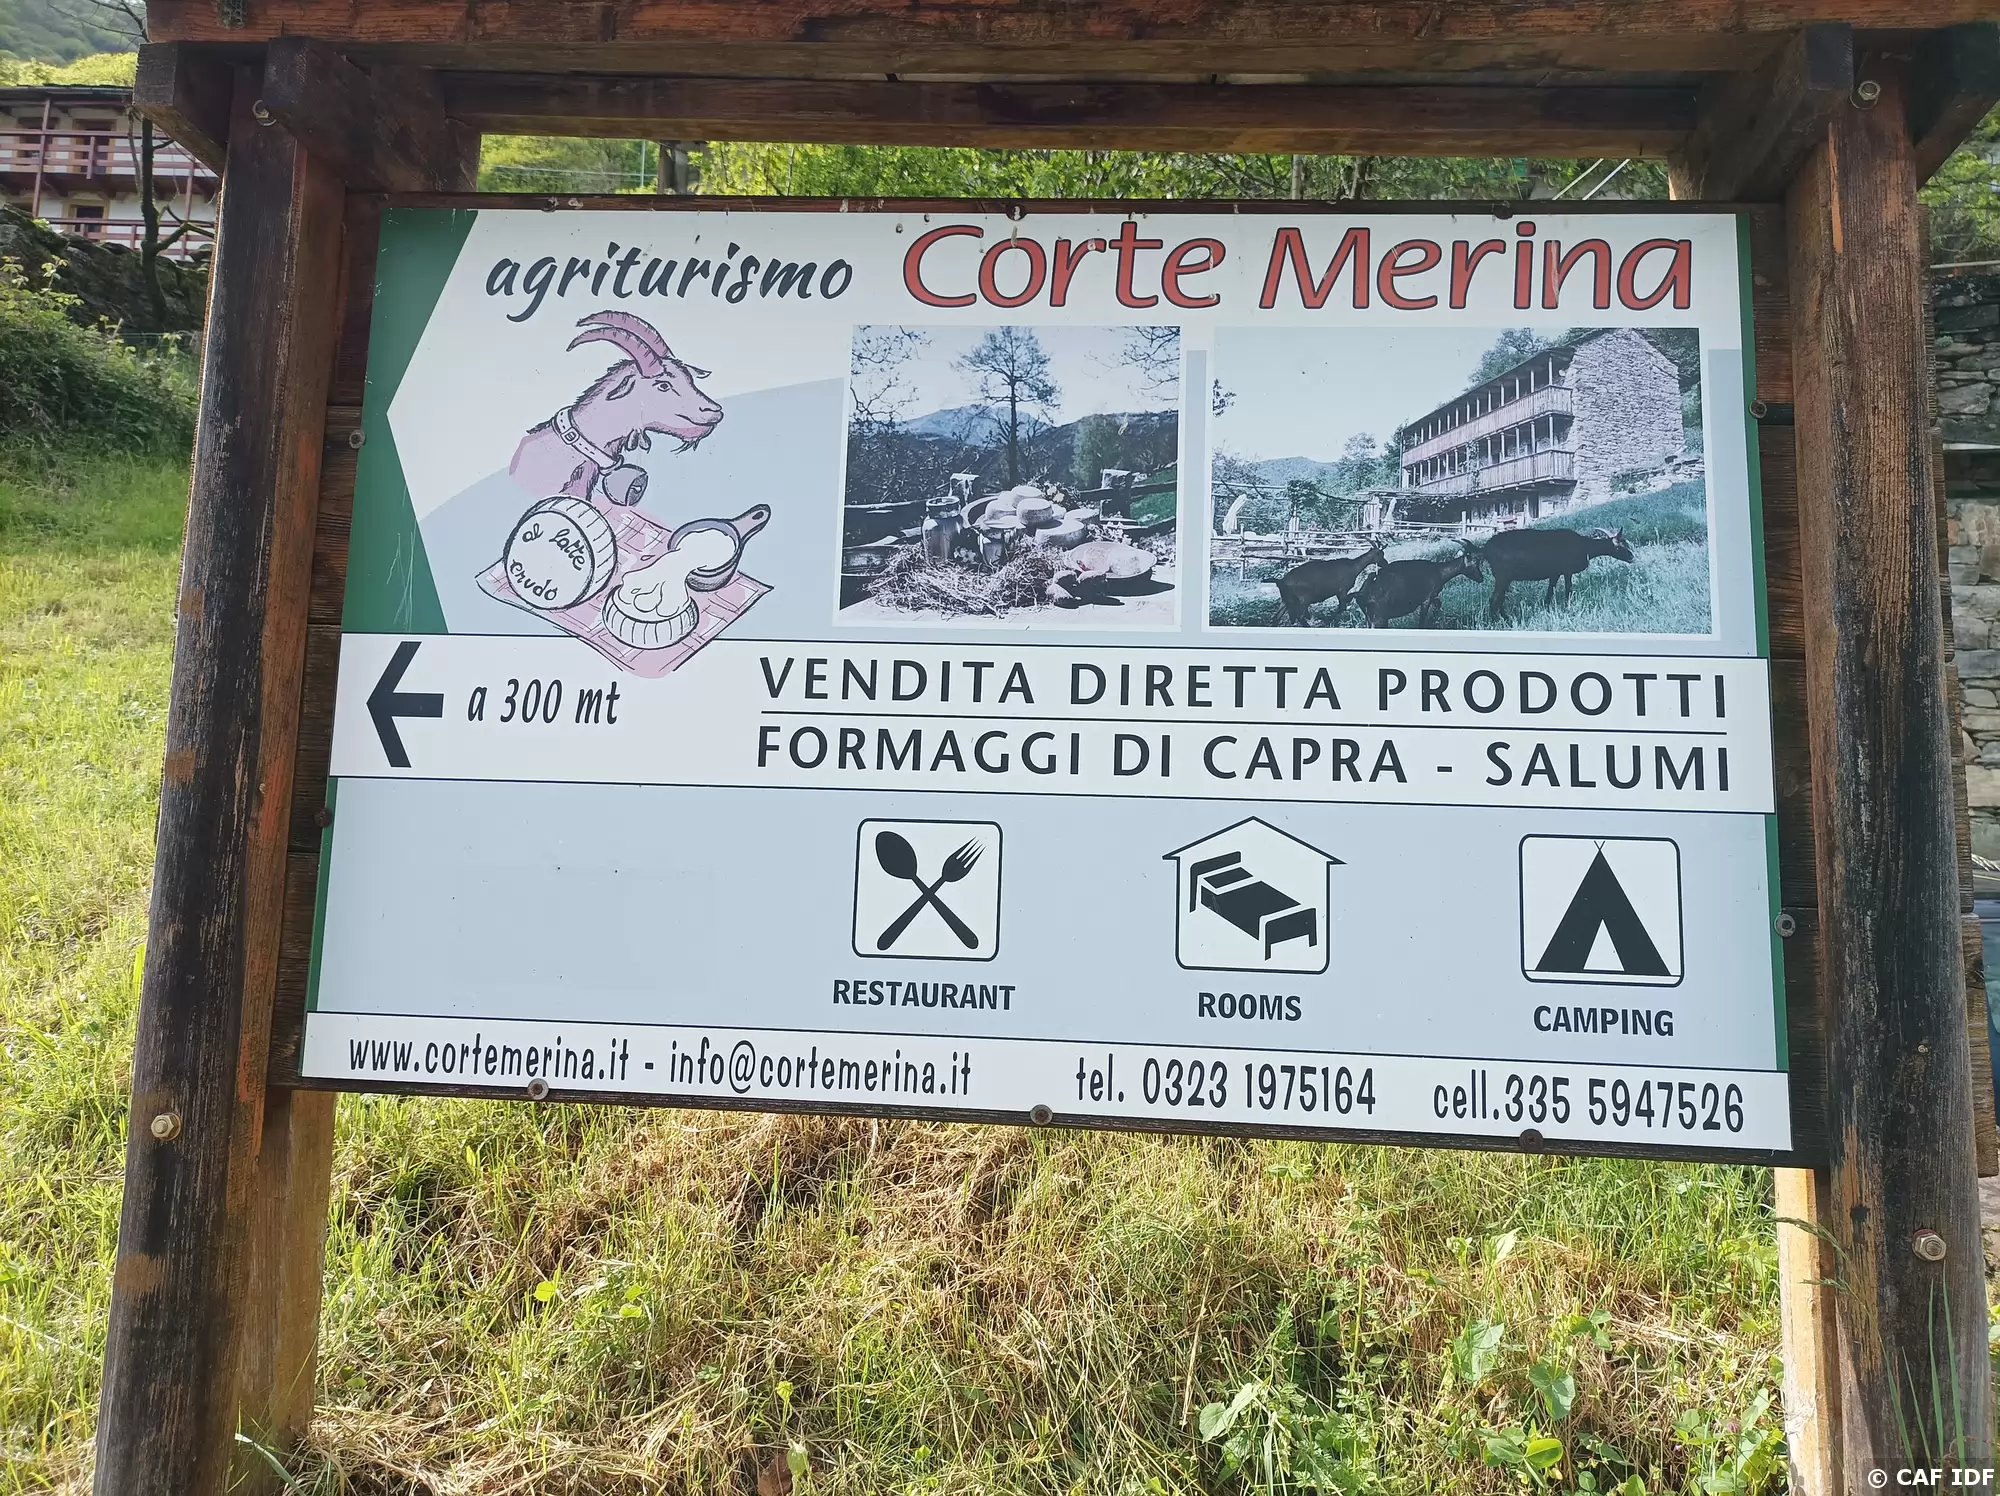 agriturismo Corte Merina
al latte
crudo
a 300 mt
VENDITA DIRETTA PRODOTTI
FORMAGGI DI CAPRA - SALUMI
RESTAURANT
ROOMS
CAMPING
www.cortemerina.it - info@cortemerina.it tel. 0323 1975164 cell.335 5947526
© CAF IDF